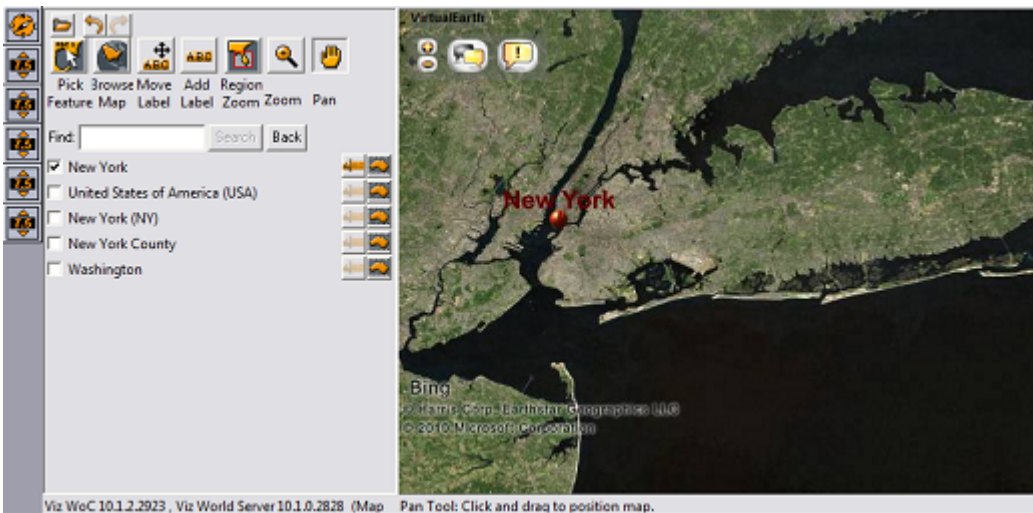 VirtualEarth
Pick Feature
Browse Map
Move Label
Add Label
Region Zoom
Zoom
Pan
ABC
ABC
Find:
Search
Back
New York
United States of America (USA)
New York (NY)
New York County
Washington
New York
Bing
© Harris Corp, Earthstar Geographics LLC
© 2010 Microsoft Corporation
Viz WoC 10.1.2.2923 , Viz World Server 10.1.0.2828 (Map
Pan Tool: Click and drag to position map.